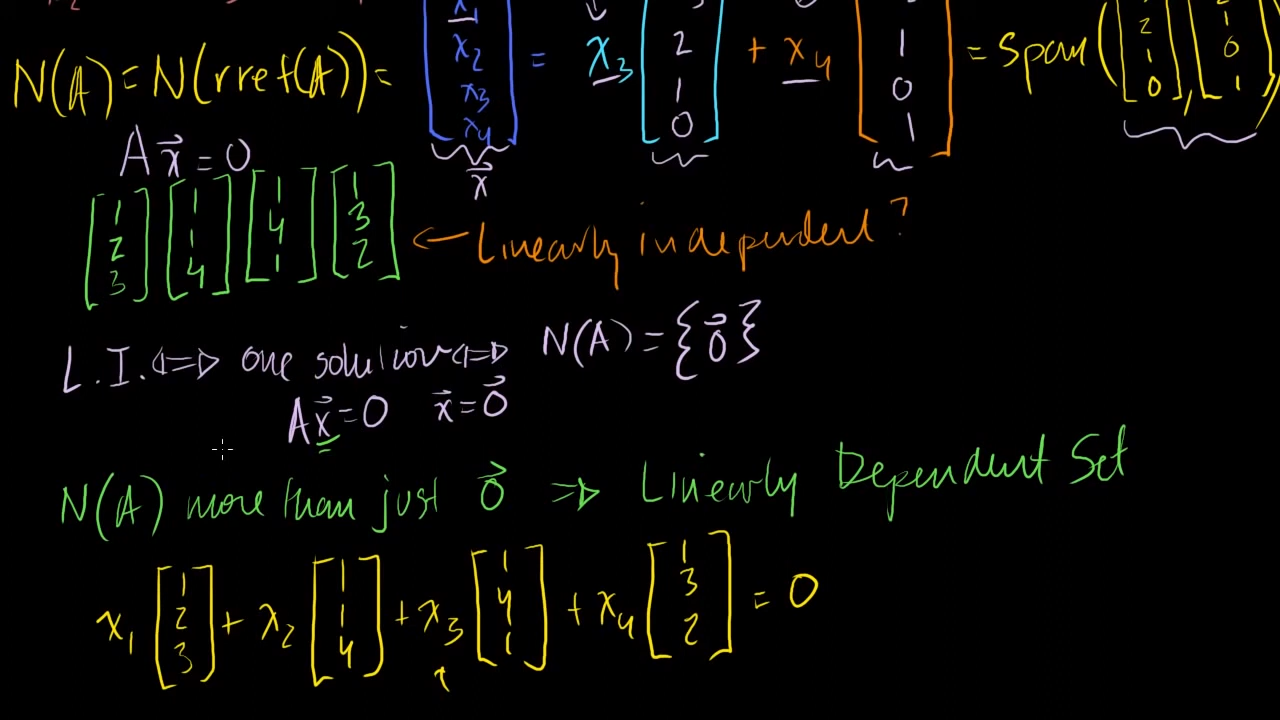 x₁
x₂
x₃
x₄
=
x₃
2
1
0
+ x₄
1
0
1
= Span(
2
1
0
,
0
1
N(A) = N(rref(A)) =
x⃗
Ax⃗ = 0
1 1 1 1
2 1 4 3
3 4 1 2
← Linearly independent?
L.I. ⇔ one solution ⇔ N(A) = {0⃗}
Ax⃗ = 0 x⃗ = 0⃗
N(A) more than just 0⃗ ⇒ Linearly Dependent Set
x₁ [1 2 3] + x₂ [1 1 4] + x₃ [1 4 1] + x₄ [1 3 2] = 0